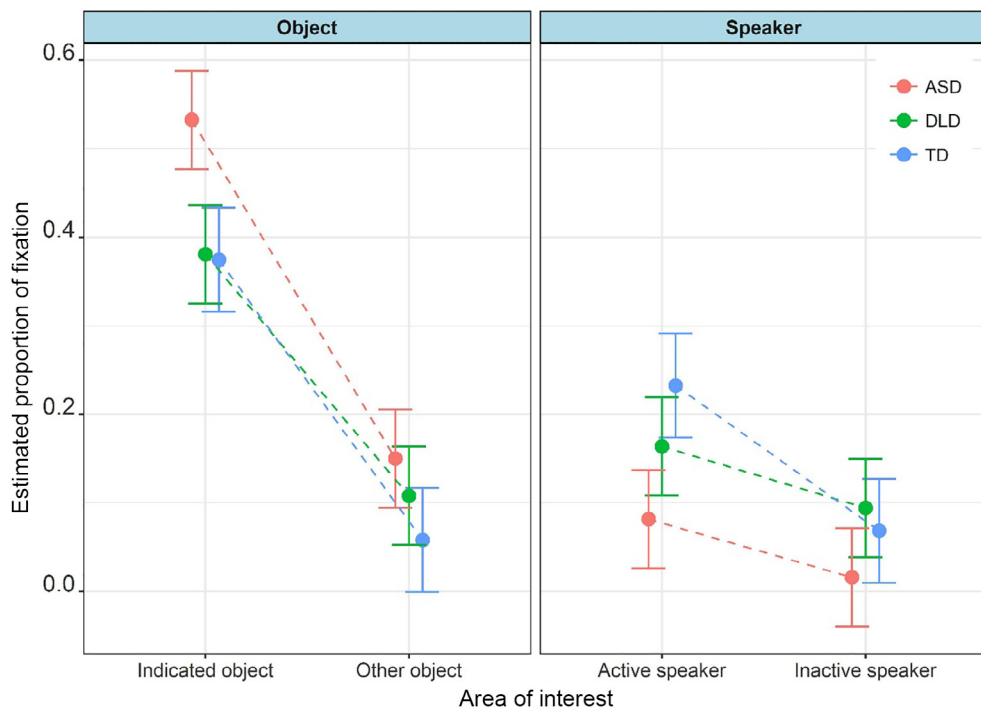 Object
Speaker
0.6
0.4
0.2
0.0
Estimated proportion of fixation
ASD
DLD
TD
Indicated object
Other object
Active speaker
Inactive speaker
Area of interest